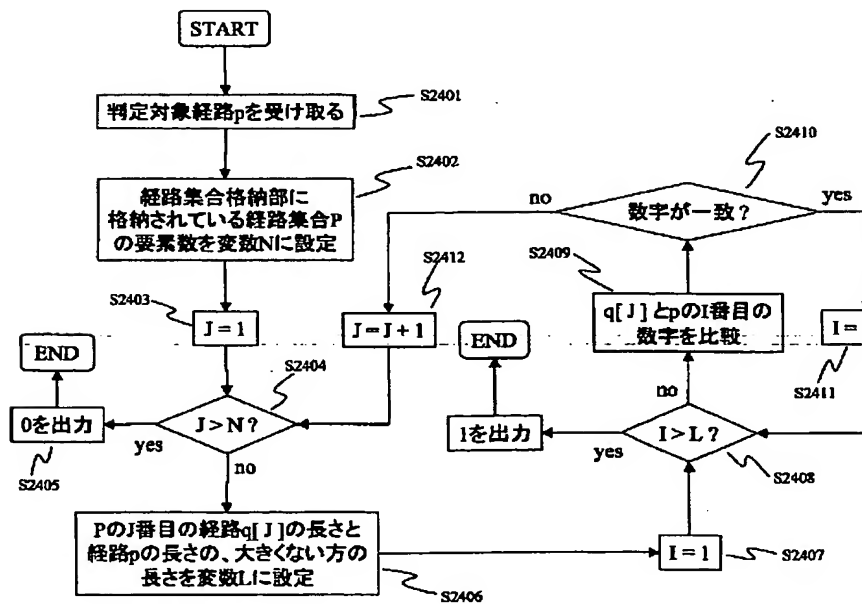 START
判定対象経路pを受け取る
S2401
経路集合格納部に
格納されている経路集合P
の要素数を変数Nに設定
S2402
S2403
J = 1
J = J + 1
S2412
END
0を出力
S2405
yes
J > N ?
S2404
no
PのJ番目の経路q[ J ]の長さと
経路pの長さの、大きくない方の
長さを変数Lに設定
S2406
I = 1
S2407
I > L ?
S2408
yes
1を出力
END
no
q[ J ]とpのI番目の
数字を比較
S2409
数字が一致?
S2410
no
yes
I =
S2411